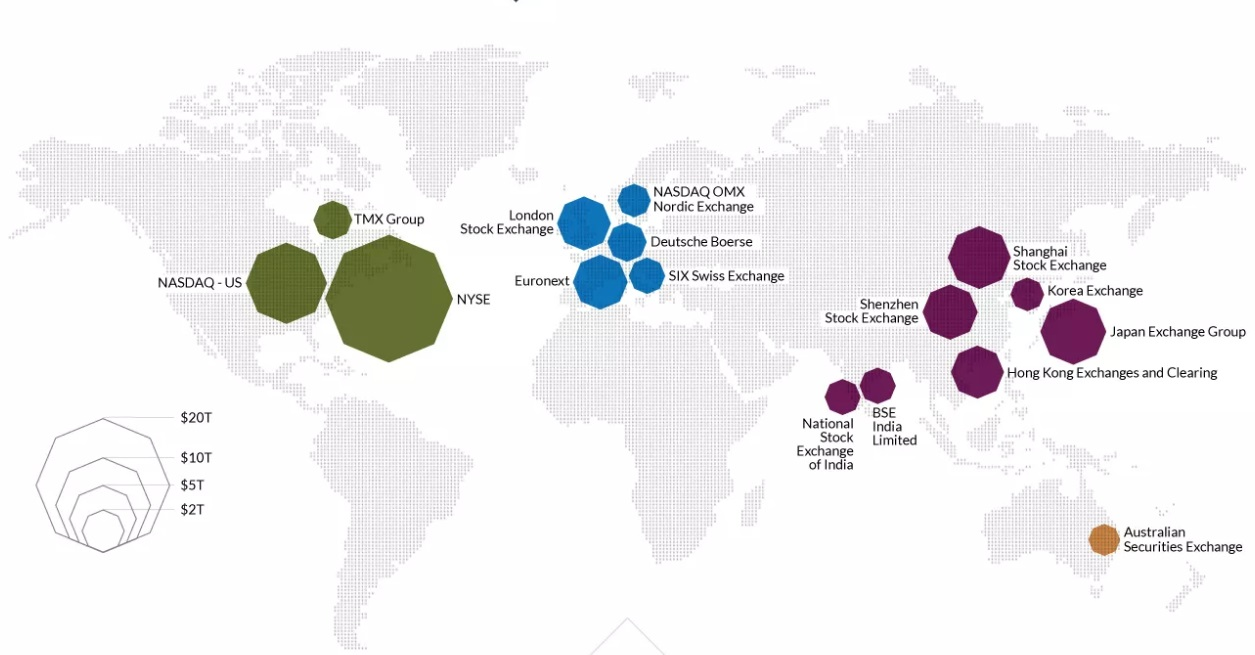 NASDAQ OMX
Nordic Exchange
London
Stock Exchange
TMX Group
Deutsche Boerse
Shanghai
Stock Exchange
NASDAQ - US
Euronext
SIX Swiss Exchange
Korea Exchange
NYSE
Shenzhen
Stock Exchange
Japan Exchange Group
Hong Kong Exchanges and Clearing
BSE
India
Limited
National
Stock
Exchange
of India
$20T
$10T
$5T
$2T
Australian
Securities Exchange